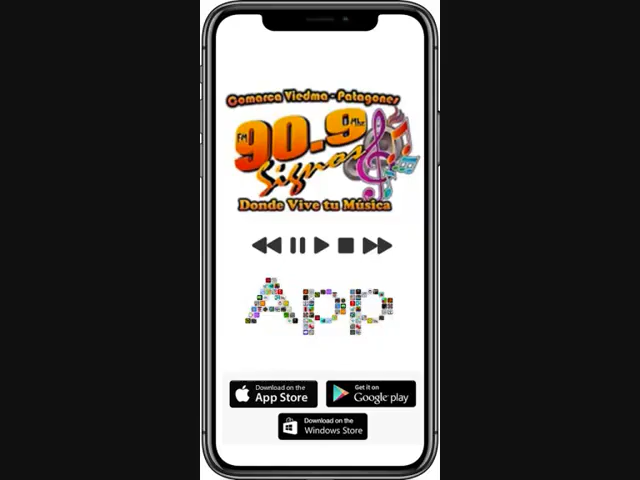 Comarca Viedma - Patagones
FM 90.9 Mhz
Signos
Donde Vive tu Música
App
Download on the
App Store
Get it on
Google play
Download on the
Windows Store